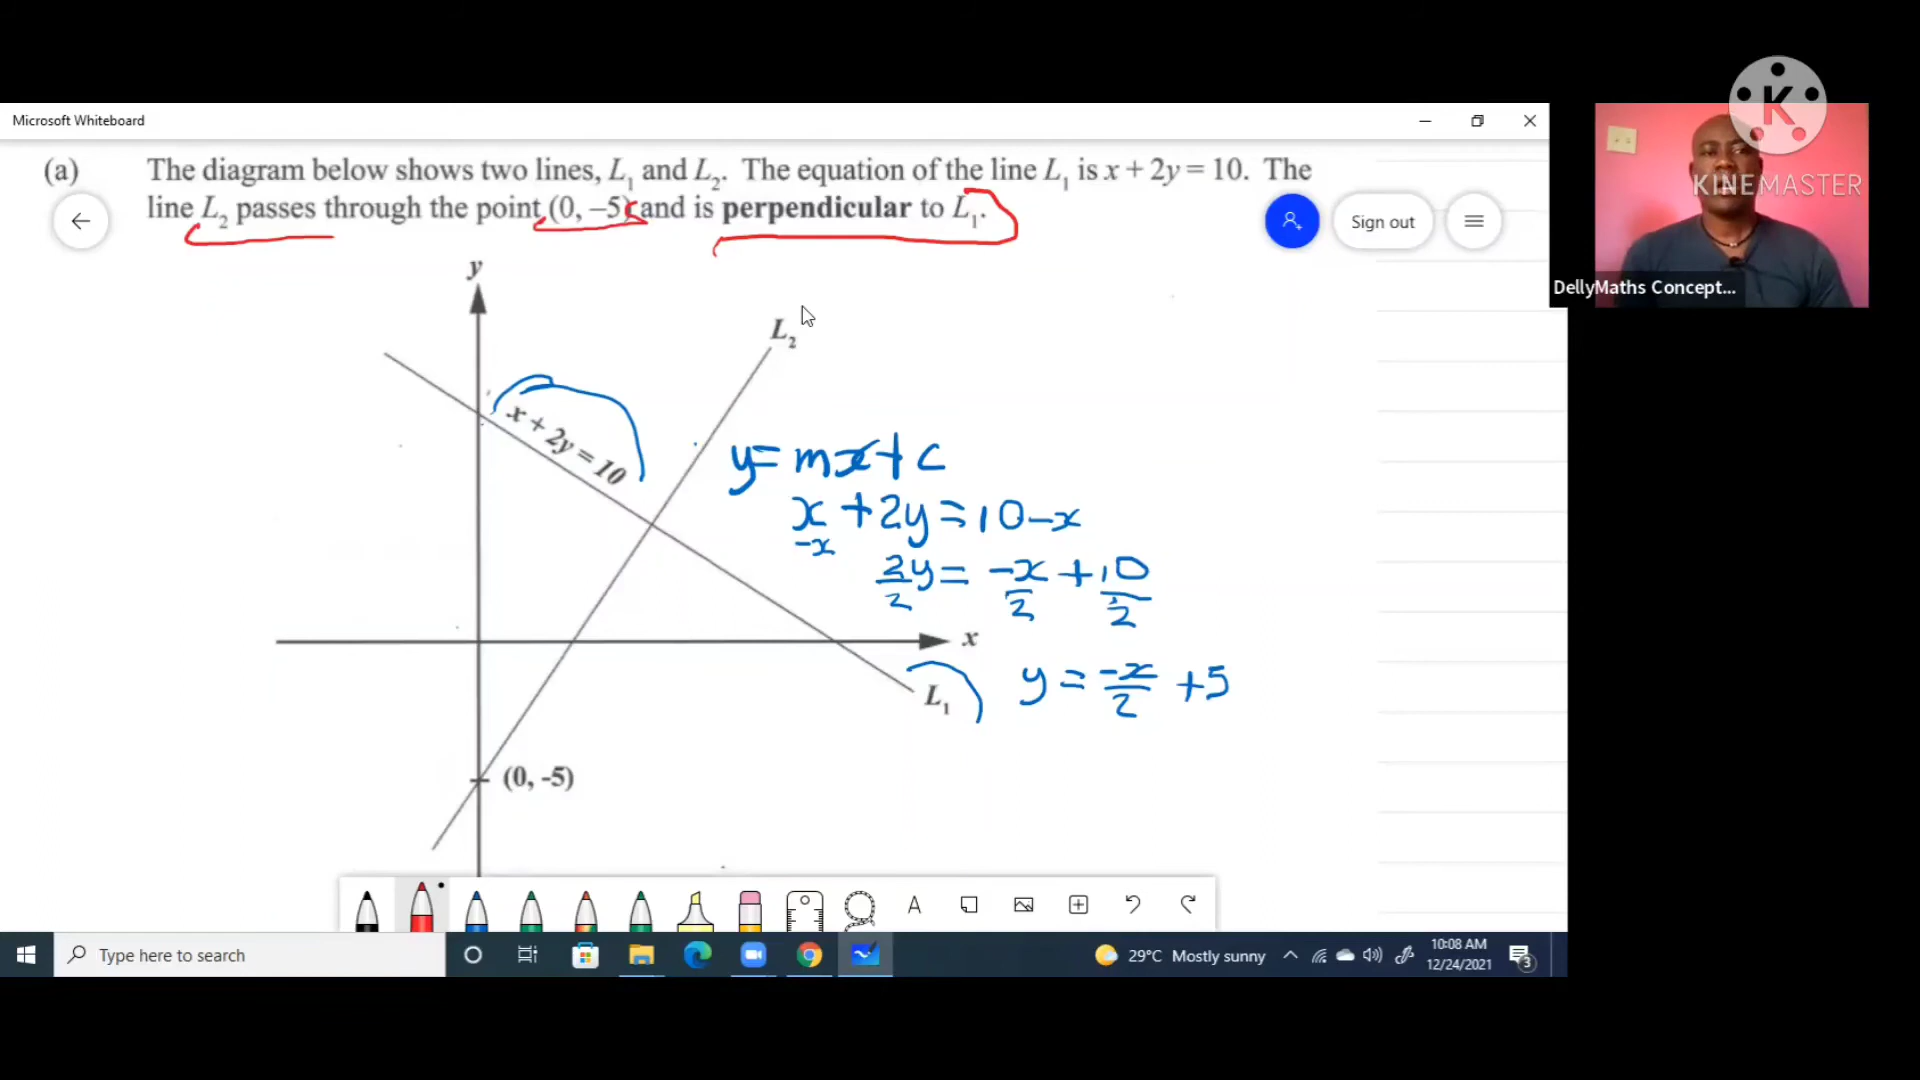 Microsoft Whiteboard
(a) The diagram below shows two lines, L₁ and L₂. The equation of the line L₁ is x + 2y = 10. The
line L₂ passes through the point (0, –5) and is perpendicular to L₁.
Sign out
K
KINEMASTER
DellyMaths Concept...
y
L₂
x + 2y = 10
y = mx + c
x + 2y = 10 - x
-x
2y/2 = -x/2 + 10/2
x
y = -x/2 + 5
L₁
(0, -5)
A
Type here to search
29°C Mostly sunny
10:08 AM
12/24/2021
3